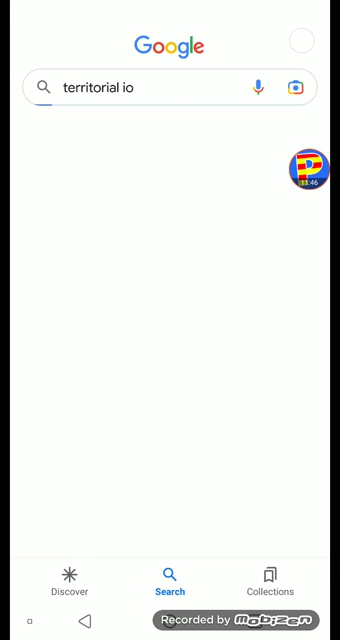 Google
territorial io
P
11:46
Discover
Search
Collections
Recorded by mobizen